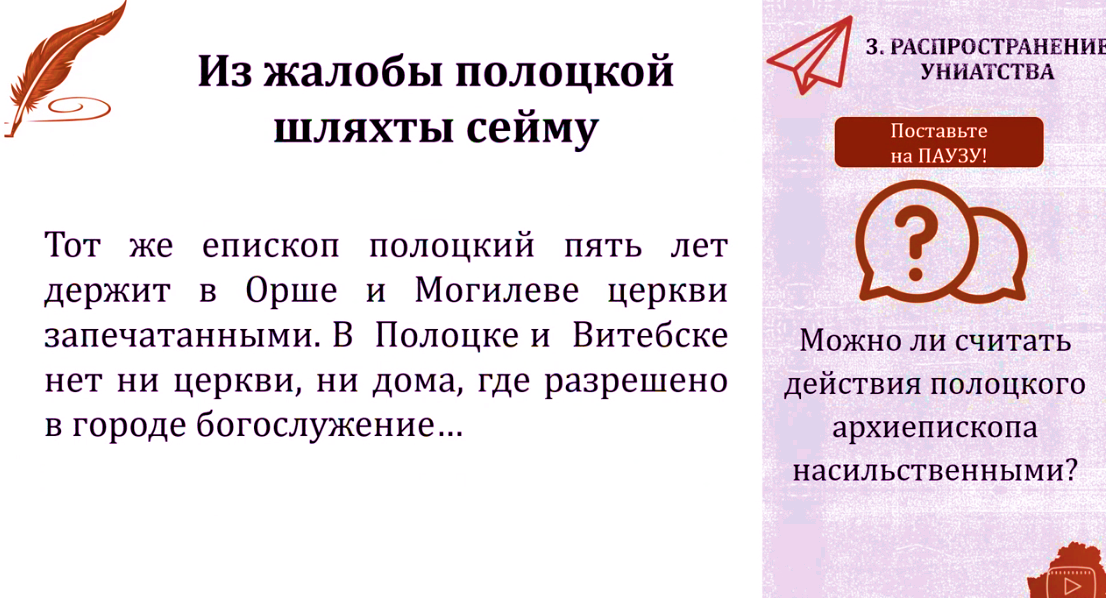 Из жалобы полоцкой
шляхты сейму
Тот же епископ полоцкий пять лет
держит в Орше и Могилеве церкви
запечатанными. В Полоцке и Витебске
нет ни церкви, ни дома, где разрешено
в городе богослужение...
3. РАСПРОСТРАНЕНИЕ
УНИАТСТВА
Поставьте
на ПАУЗУ!
?
Можно ли считать
действия полоцкого
архиепископа
насильственными?